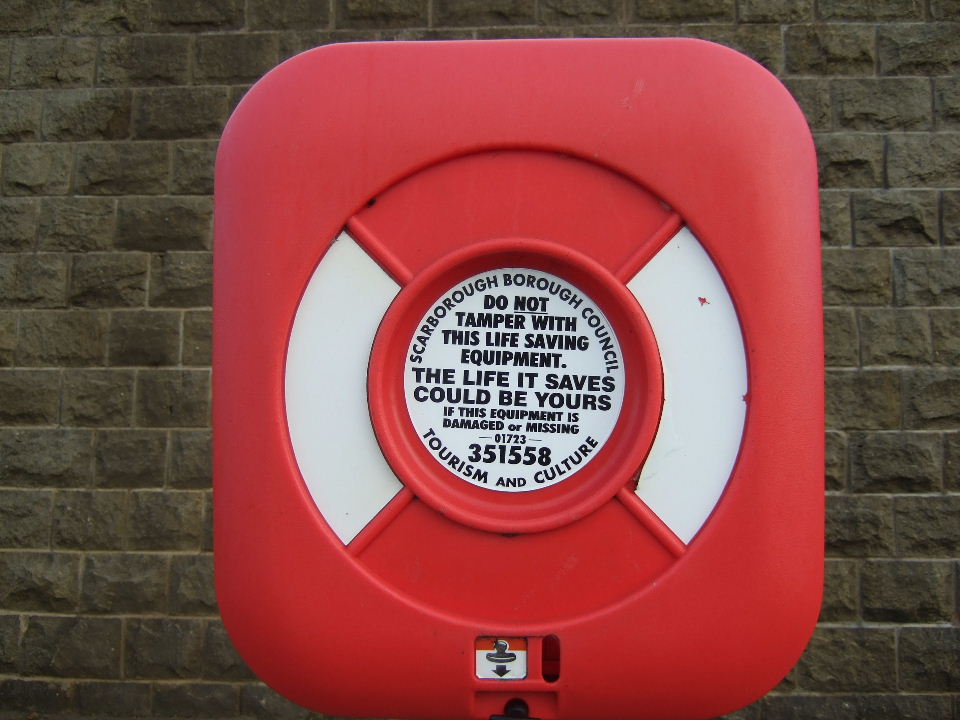 SCARBOROUGH BOROUGH COUNCIL
DO NOT
TAMPER WITH
THIS LIFE SAVING
EQUIPMENT.
THE LIFE IT SAVES
COULD BE YOURS
IF THIS EQUIPMENT IS
DAMAGED or MISSING
—01723—
351558
TOURISM AND CULTURE